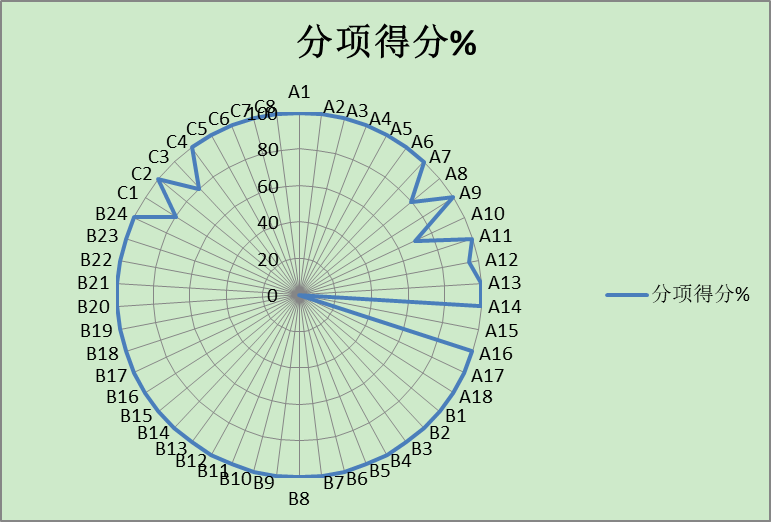 分项得分%
A1
A2
A3
A4
A5
A6
A7
A8
A9
A10
A11
A12
A13
A14
A15
A16
A17
A18
B1
B2
B3
B4
B5
B6
B7
B8
B9
B10
B11
B12
B13
B14
B15
B16
B17
B18
B19
B20
B21
B22
B23
B24
C1
C2
C3
C4
C5
C6
C7
C8
100
80
60
40
20
0
分项得分%